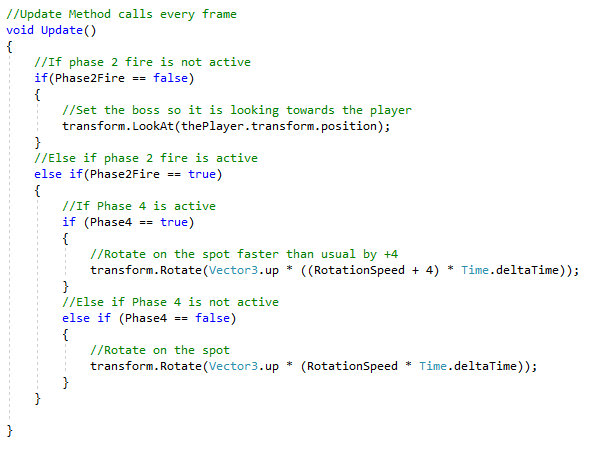 //Update Method calls every frame
void Update()
{
    //If phase 2 fire is not active
    if(Phase2Fire == false)
    {
        //Set the boss so it is looking towards the player
        transform.LookAt(thePlayer.transform.position);
    }
    //Else if phase 2 fire is active
    else if(Phase2Fire == true)
    {
        //If Phase 4 is active
        if (Phase4 == true)
        {
            //Rotate on the spot faster than usual by +4
            transform.Rotate(Vector3.up * ((RotationSpeed + 4) * Time.deltaTime));
        }
        //Else if Phase 4 is not active
        else if (Phase4 == false)
        {
            //Rotate on the spot
            transform.Rotate(Vector3.up * (RotationSpeed * Time.deltaTime));
        }
    }

}